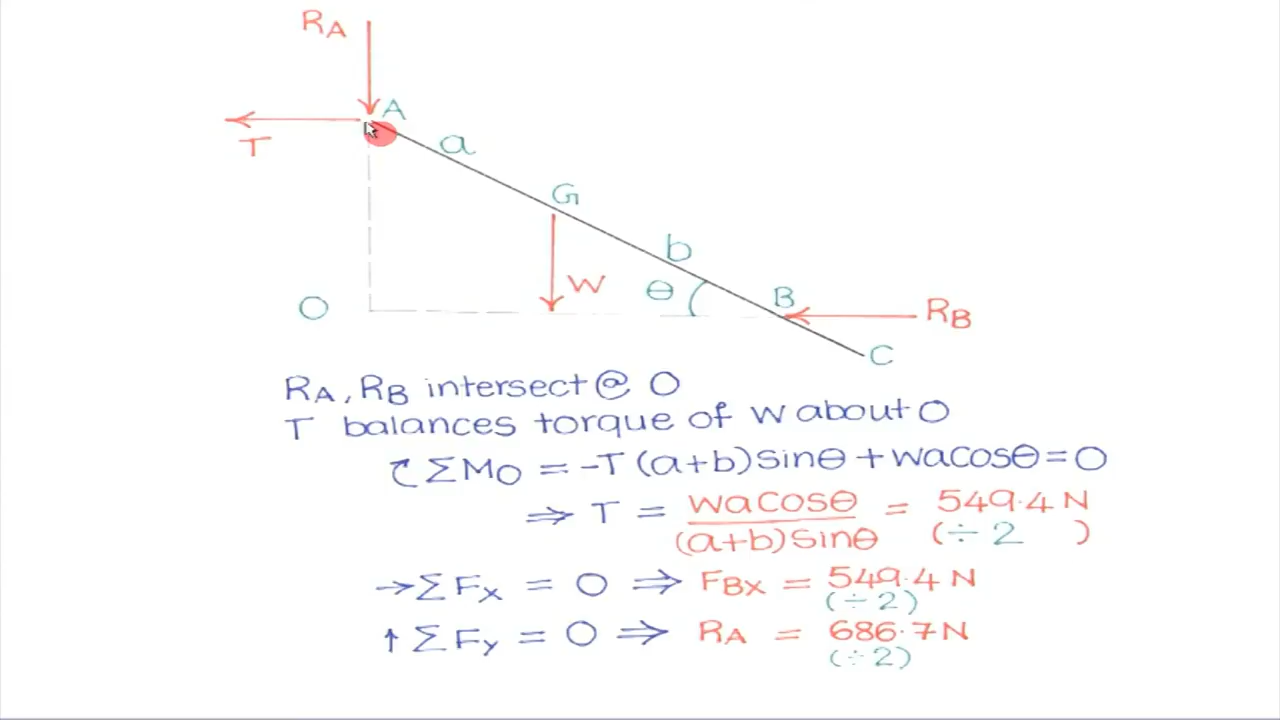 RA
A
T
a
G
b
W
θ
B
RB
O
C
RA, RB intersect @ O
T balances torque of W about O
↻ ΣMO = -T (a+b) sinθ + wacosθ = 0
⇒ T = wacosθ / (a+b) sinθ = 549.4 N
(÷ 2 )
→ ΣFx = 0 ⇒ FBx = 549.4 N
(÷ 2)
↑ ΣFy = 0 ⇒ RA = 686.7 N
(÷2)